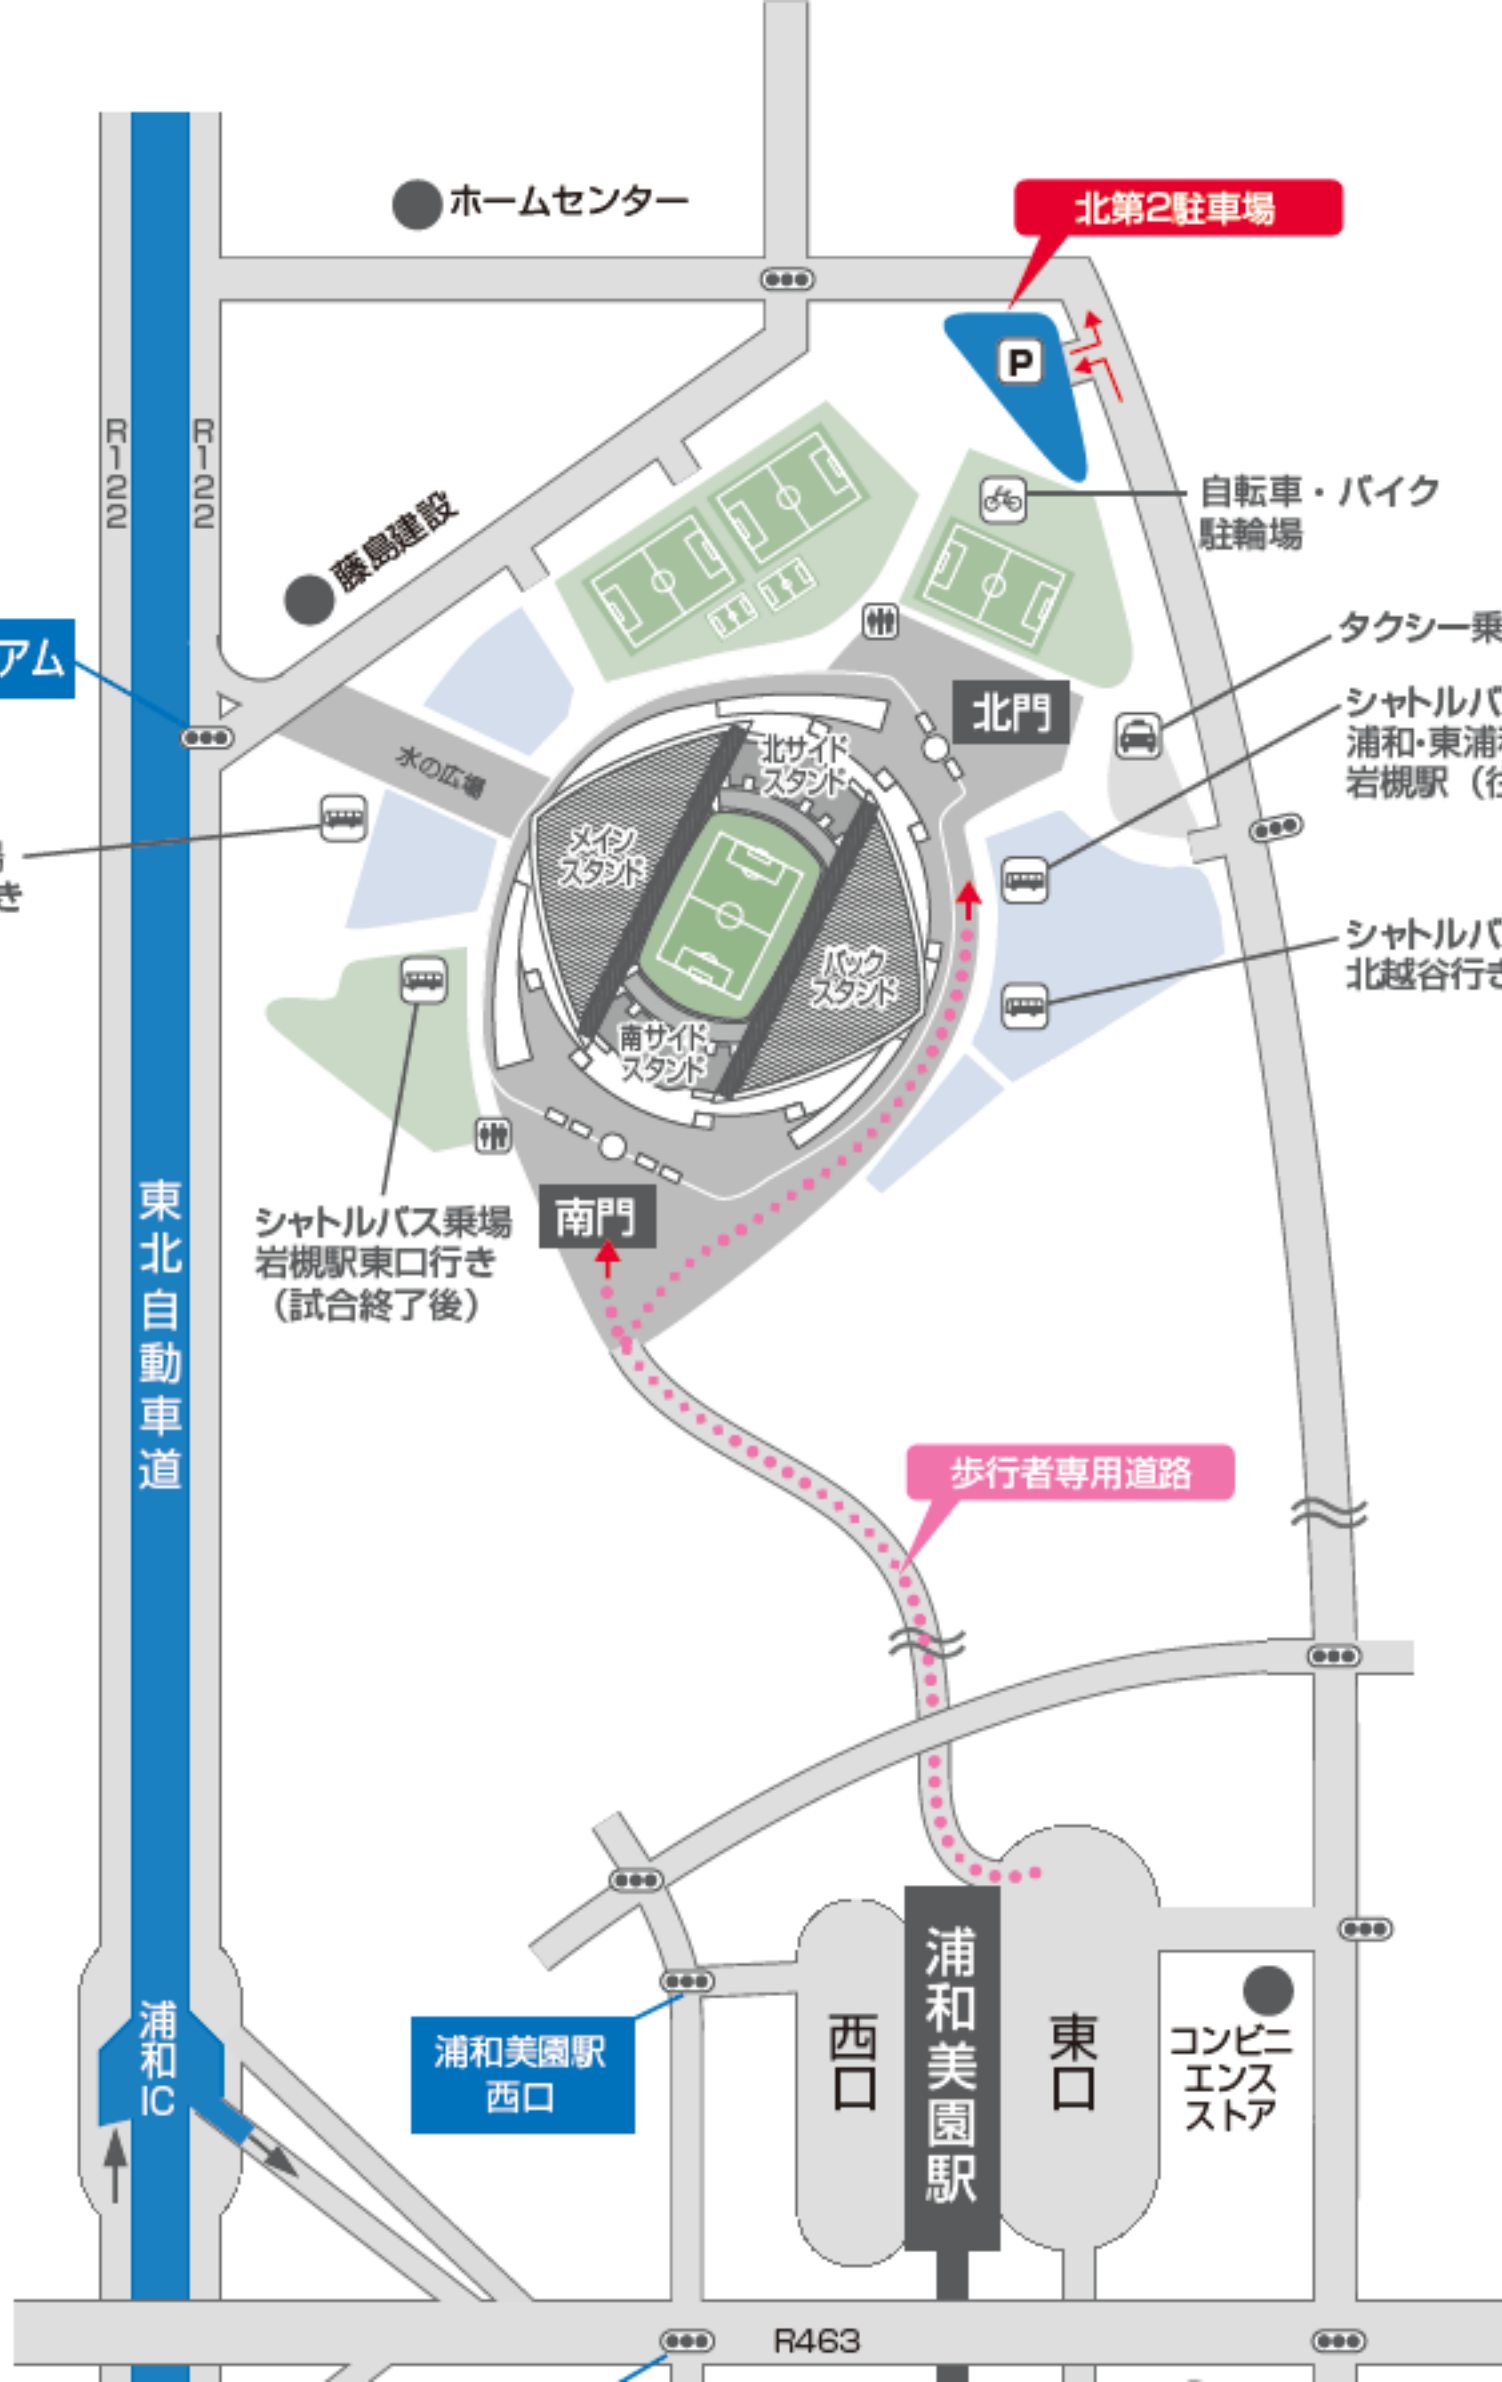 ホームセンター
北第2駐車場
P
R122
R122
藤島建設
自転車・バイク
駐輪場
アム
タクシー乗
北門
シャトルバ
浦和・東浦和
岩槻駅（往
水の広場
北サイド
スタンド
メイン
スタンド
き
バック
スタンド
シャトルバ
北越谷行き
南サイド
スタンド
南門
シャトルバス乗場
岩槻駅東口行き
（試合終了後）
東北自動車道
歩行者専用道路
浦和美園駅
西口
東口
コンビニ
エンス
ストア
浦和IC
浦和美園駅
西口
R463